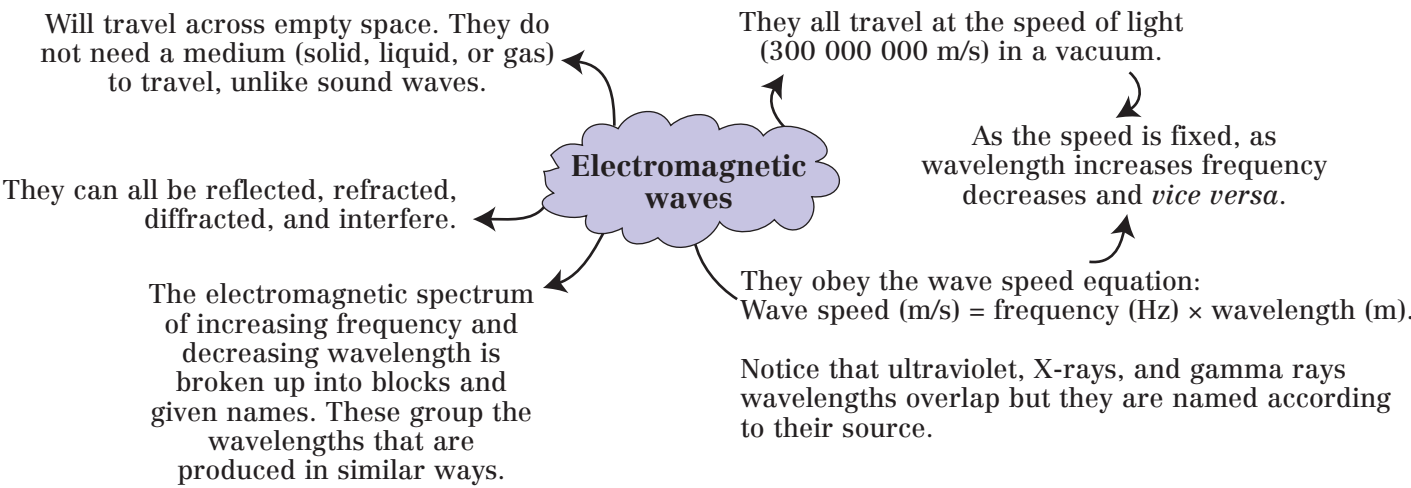 Will travel across empty space. They do
not need a medium (solid, liquid, or gas)
to travel, unlike sound waves.
They all travel at the speed of light
(300 000 000 m/s) in a vacuum.
As the speed is fixed, as
wavelength increases frequency
decreases and vice versa.
Electromagnetic
waves
They can all be reflected, refracted,
diffracted, and interfere.
The electromagnetic spectrum
of increasing frequency and
decreasing wavelength is
broken up into blocks and
given names. These group the
wavelengths that are
produced in similar ways.
They obey the wave speed equation:
Wave speed (m/s) = frequency (Hz) × wavelength (m).
Notice that ultraviolet, X-rays, and gamma rays
wavelengths overlap but they are named according
to their source.